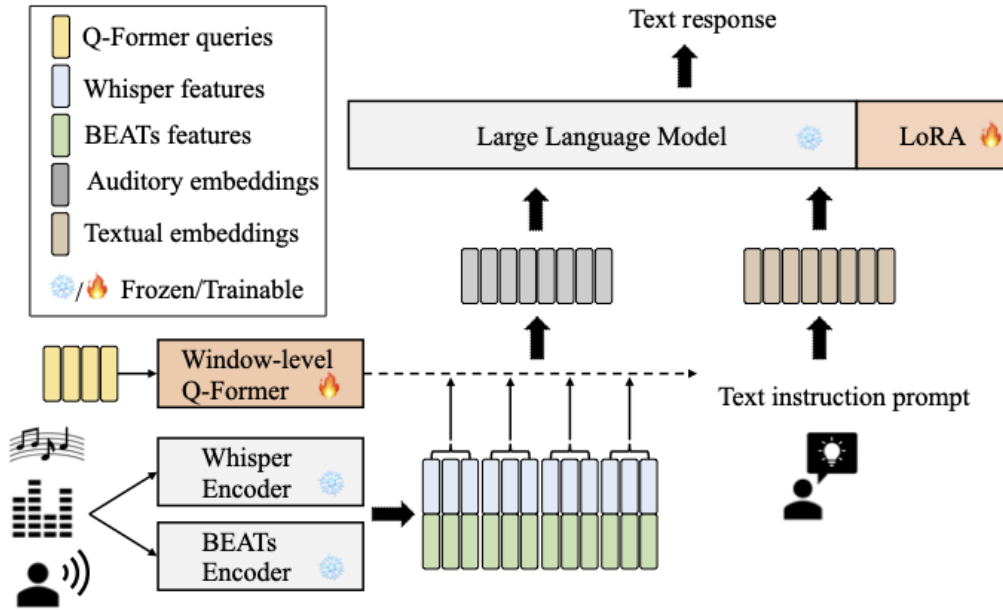 Text response
Q-Former queries
Whisper features
BEATs features
Auditory embeddings
Textual embeddings
/ Frozen/Trainable
Large Language Model
LoRA
Window-level
Q-Former
Text instruction prompt
Whisper
Encoder
BEATs
Encoder